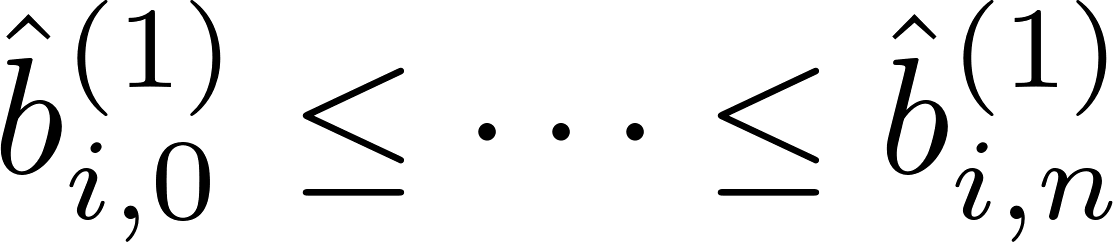 \hat{b}_{i,0}^{(1)} \leq \cdots \leq \hat{b}_{i,n}^{(1)}